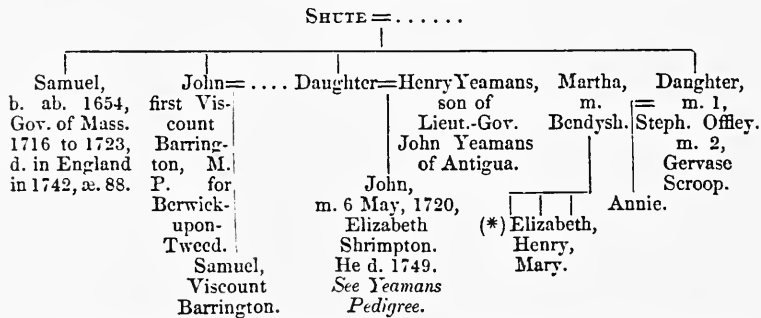 SHUTE = ......
Samuel,
b. ab. 1654,
Gov. of Mass.
1716 to 1723,
d. in England
in 1742, æ. 88.
John = ....
first Vis-
count
Barring-
ton, M.
P. for
Berwick-
upon-
Tweed.
Samuel,
Viscount
Barrington.
Daughter = Henry Yeamans,
son of
Lieut.-Gov.
John Yeamans
of Antigua.
John,
m. 6 May, 1720,
Elizabeth
Shrimpton.
He d. 1749.
See Yeamans
Pedigree.
Martha,
m.
Bendysh.
(*) Elizabeth,
Henry,
Mary.
Danghter,
= m. 1,
Steph. Offley.
m. 2,
Gervase
Scroop.
Annie.